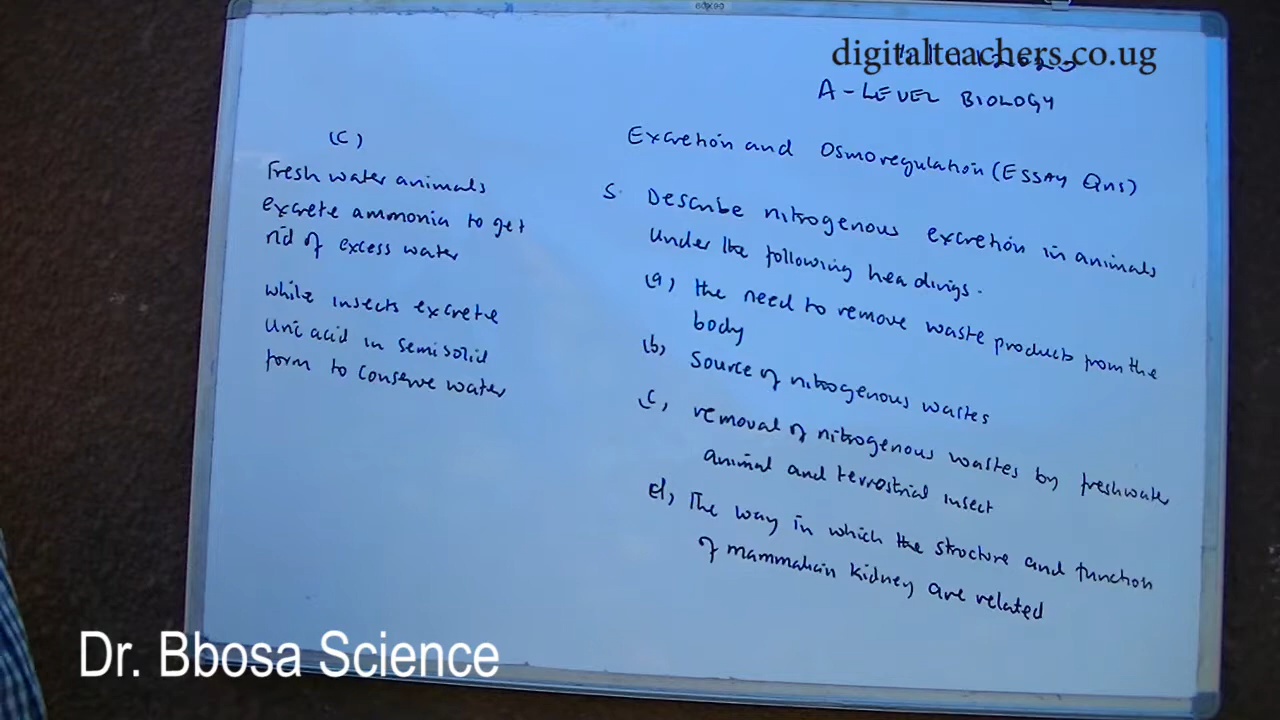 digitalteachers.co.ug
A-LEVEL BIOLOGY
Excretion and Osmoregulation (ESSAY Qns)
5. Describe nitrogenous excretion in animals
under the following headings.
(a) the need to remove waste products from the
body
(b) Source of nitrogenous wastes
(c) removal of nitrogenous wastes by freshwater
animal and terrostrial insect
d) The way in which the structure and function
of mammalian kidney are related
(c)
Fresh water animals
excrete ammonia to get
rid of excess water
while insects excrete
Uric acid in semisolid
form to conserve water
Dr. Bbosa Science